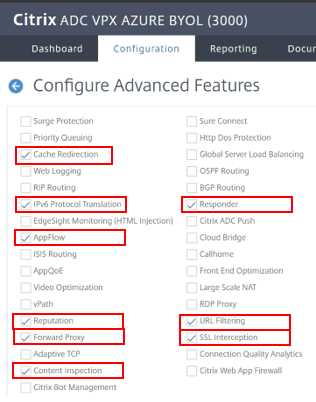 Citrix ADC VPX AZURE BYOL (3000)
Dashboard Configuration Reporting Docu
Configure Advanced Features
Surge Protection
Priority Queuing
Cache Redirection
Web Logging
RIP Routing
IPv6 Protocol Translation
EdgeSight Monitoring (HTML Injection)
AppFlow
ISIS Routing
AppQoE
Video Optimization
vPath
Reputation
Forward Proxy
Adaptive TCP
Content Inspection
Citrix Bot Management
Sure Connect
Http Dos Protection
Global Server Load Balancing
OSPF Routing
BGP Routing
Responder
Citrix ADC Push
Cloud Bridge
Callhome
Front End Optimization
Large Scale NAT
RDP Proxy
URL Filtering
SSL Interception
Connection Quality Analytics
Citrix Web App Firewall